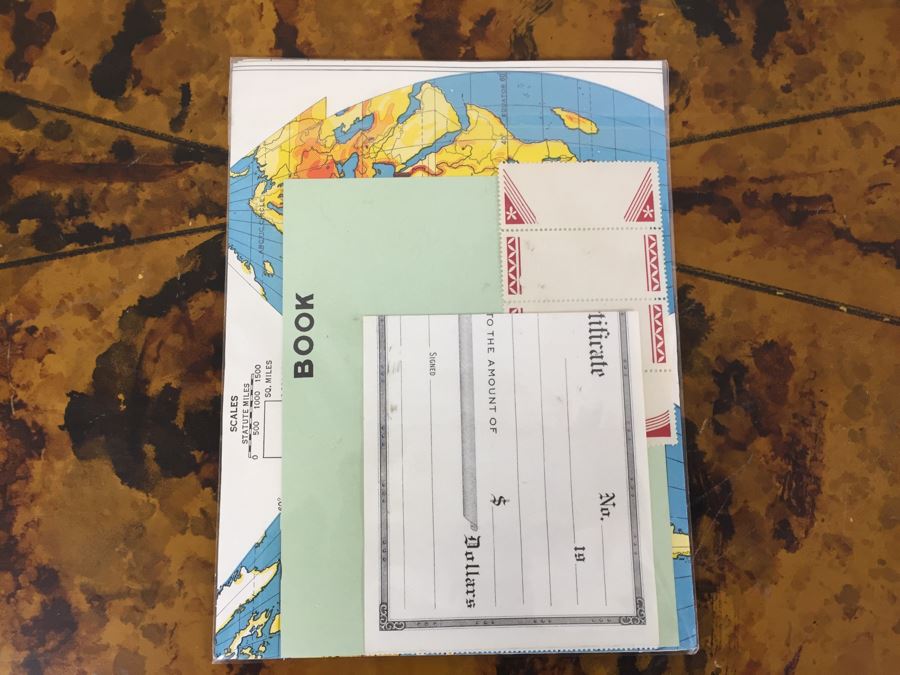 SCALES
STATUTE MILES
0 500 1000 1500
SQ. MILES
BOOK
tificate
No.
19
TO THE AMOUNT OF
$
Dollars
SIGNED